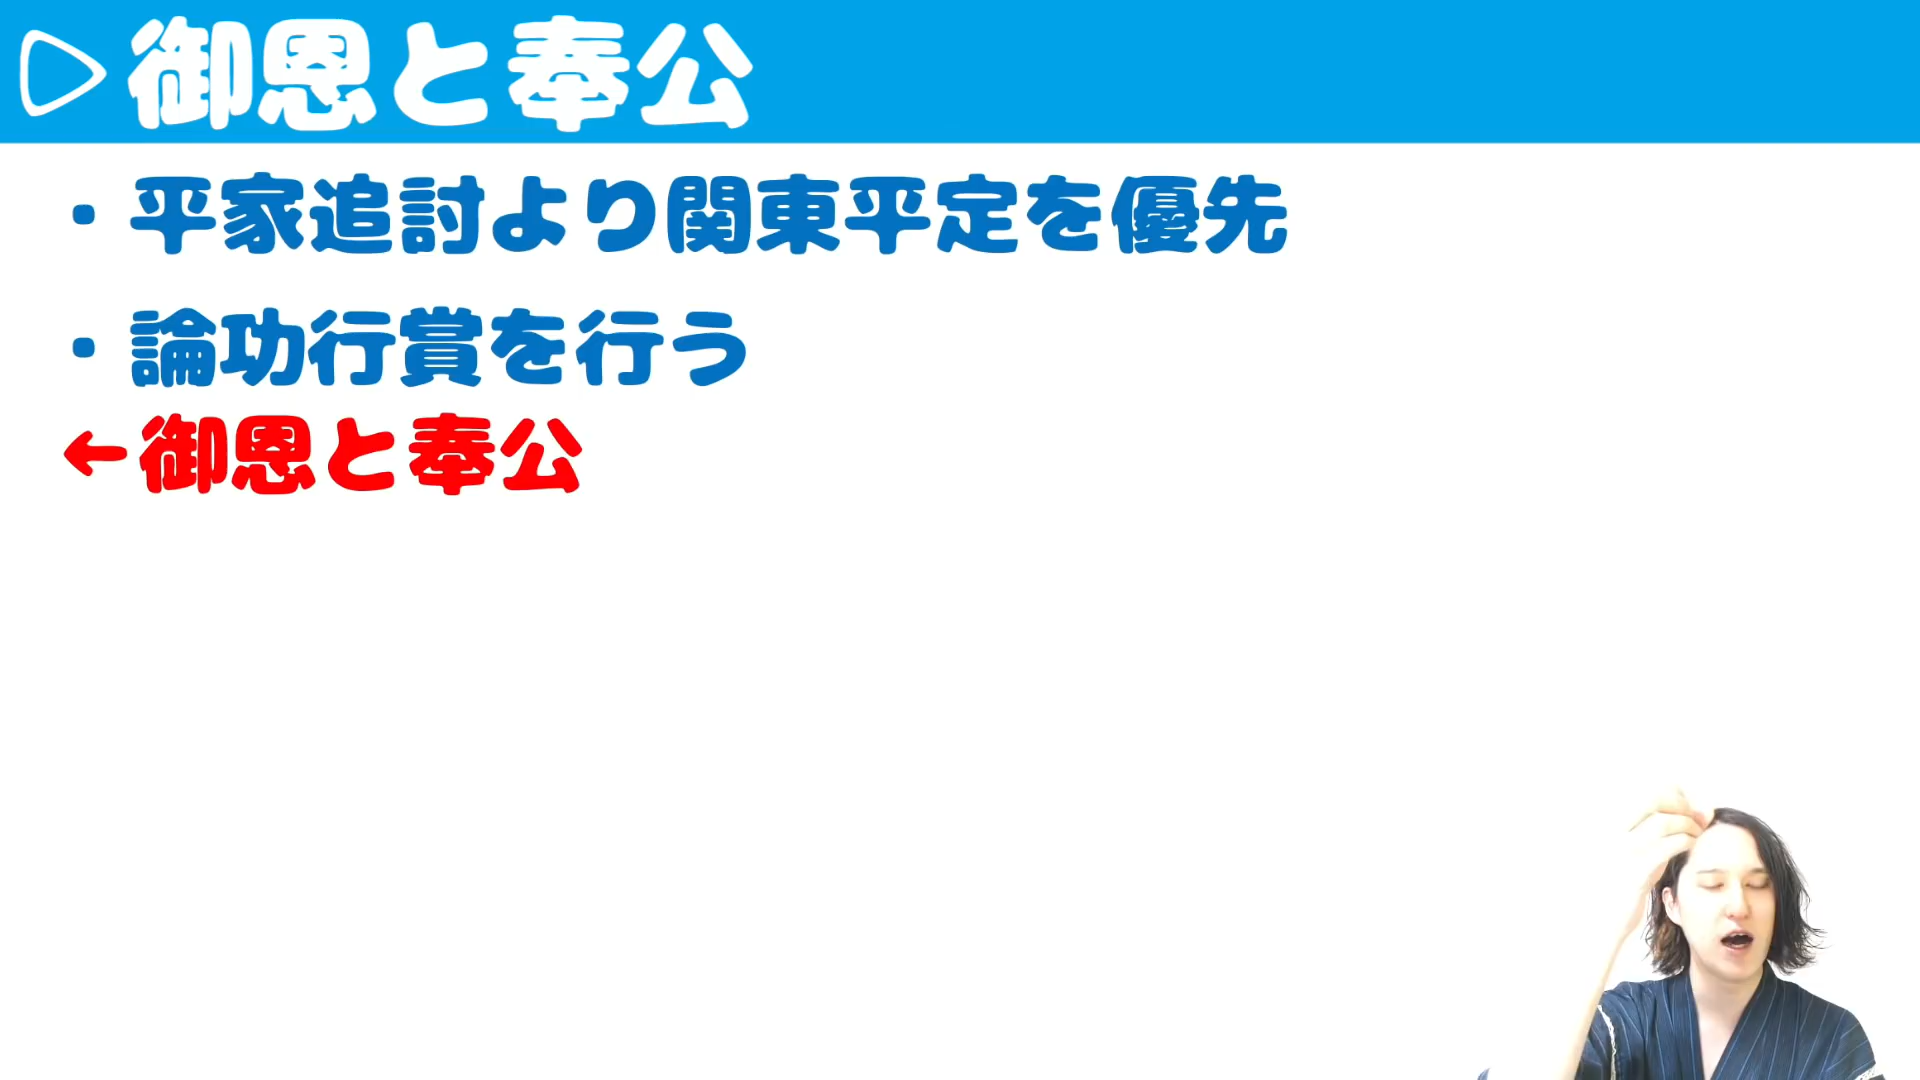 ▷御恩と奉公
・平家追討より関東平定を優先
・論功行賞を行う
←御恩と奉公